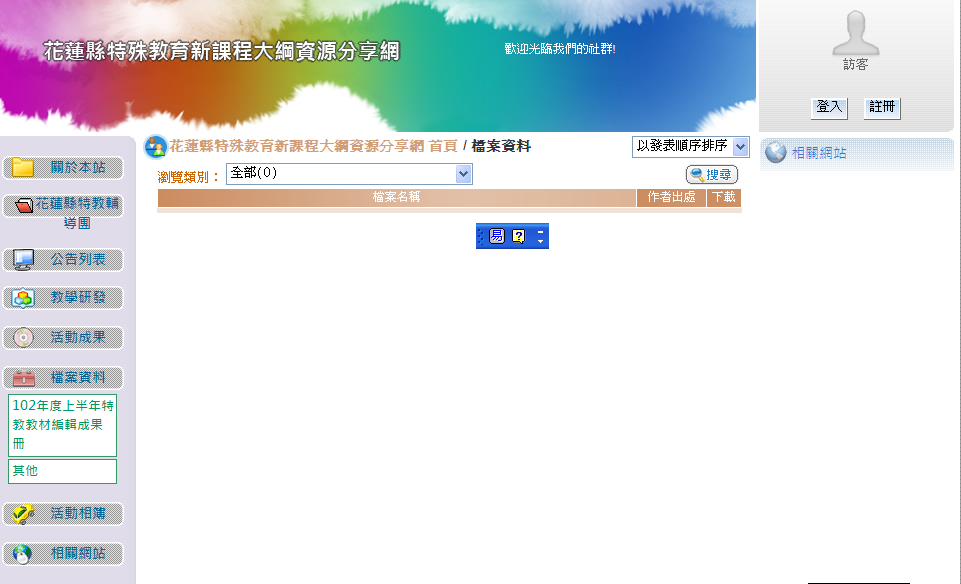 花蓮縣特殊教育新課程大綱資源分享網
歡迎光臨我們的社群!
訪客
登入 註冊
花蓮縣特殊教育新課程大綱資源分享網 首頁 / 檔案資料
以發表順序排序
相關網站
瀏覽類別：
全部(0)
搜尋
檔案名稱 作者出處 下載
易 ?
關於本站
花蓮縣特教輔
導團
公告列表
教學研發
活動成果
檔案資料
102年度上半年特
教教材編輯成果
冊
其他
活動相簿
相關網站